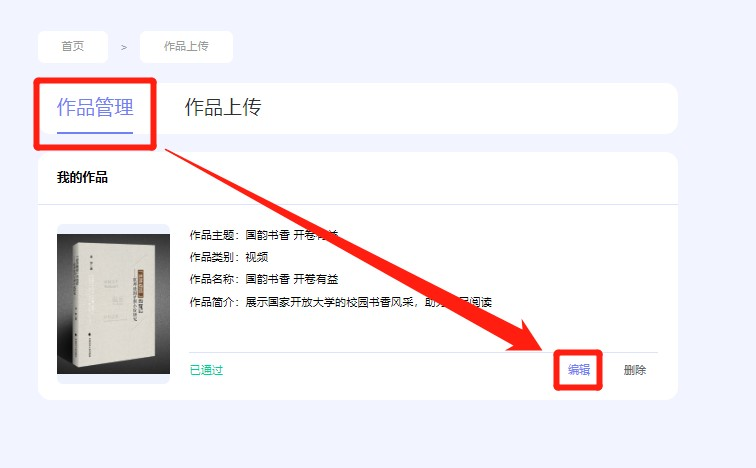 首页 > 作品上传
作品管理 作品上传
我的作品
作品主题：国韵书香 开卷有益
作品类别：视频
作品名称：国韵书香 开卷有益
作品简介：展示国家开放大学的校园书香风采，助力 阅读
已通过 编辑 删除